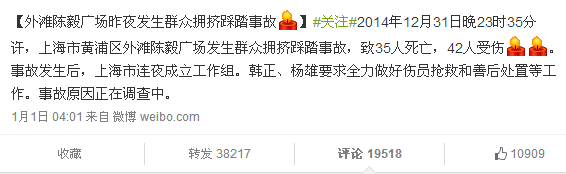 【外滩陈毅广场昨夜发生群众拥挤踩踏事故】#关注#2014年12月31日晚23时35分
许，上海市黄浦区外滩陈毅广场发生群众拥挤踩踏事故，致35人死亡，42人受伤。
事故发生后，上海市连夜成立工作组。韩正、杨雄要求全力做好伤员抢救和善后处置等工
作。事故原因正在调查中。
1月1日 04:01 来自 微博 weibo.com
收藏 转发 38217 评论 19518 10909